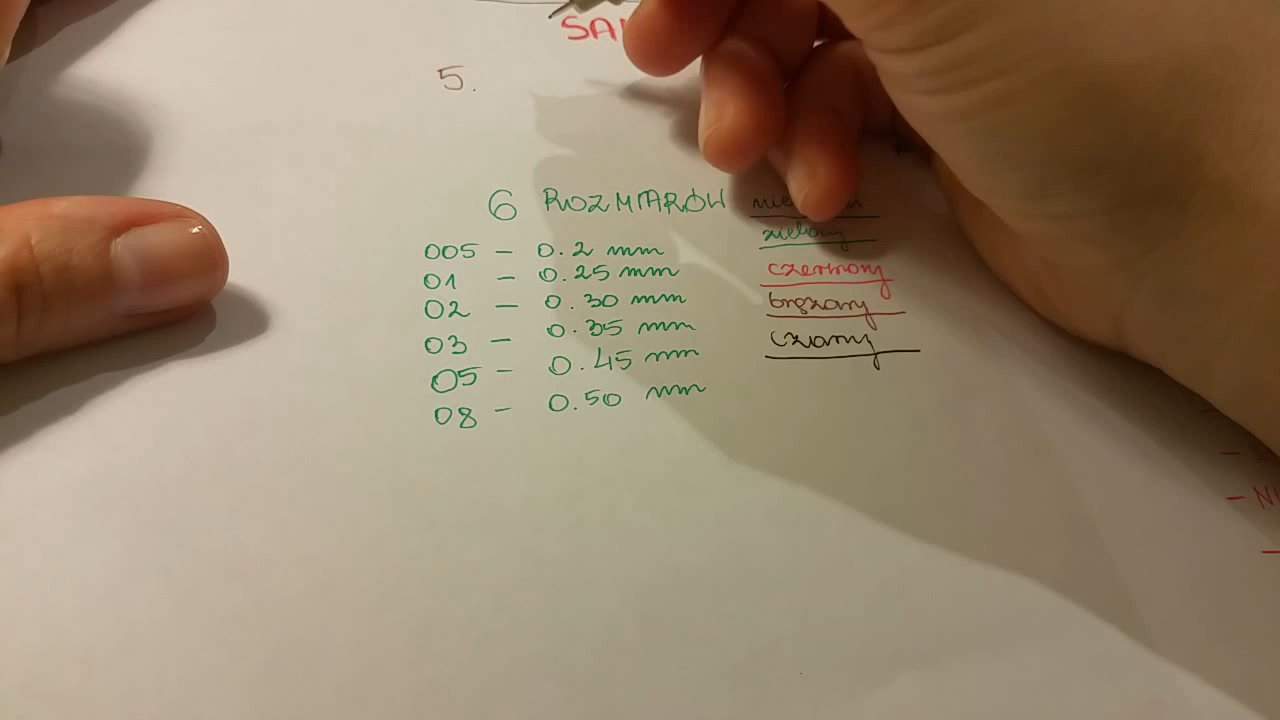 5.
6 ROZMIARÓW
005 - 0.2 mm
01 - 0.25 mm
02 - 0.30 mm
03 - 0.35 mm
05 - 0.45 mm
08 - 0.50 mm
zielony
czerwony
brązowy
czarny